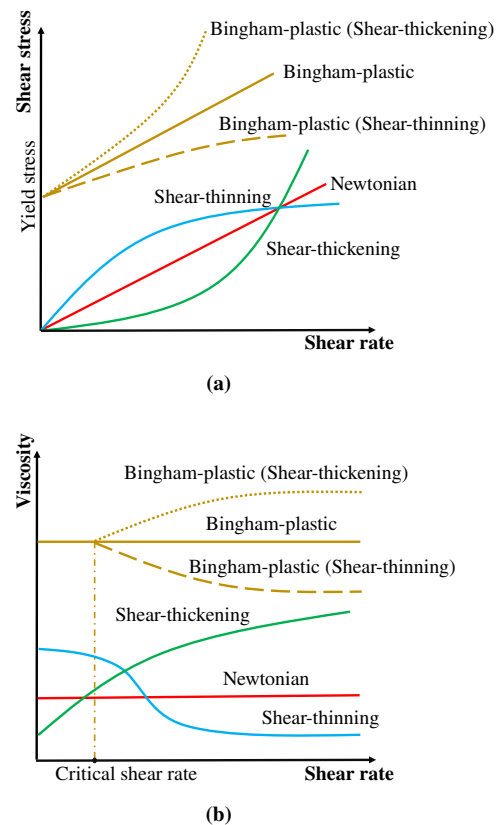 Bingham-plastic (Shear-thickening)
Shear stress
Bingham-plastic
Bingham-plastic (Shear-thinning)
Yield stress
Shear-thinning
Newtonian
Shear-thickening
Shear rate
(a)
Viscosity
Bingham-plastic (Shear-thickening)
Bingham-plastic
Bingham-plastic (Shear-thinning)
Shear-thickening
Newtonian
Shear-thinning
Critical shear rate
Shear rate
(b)